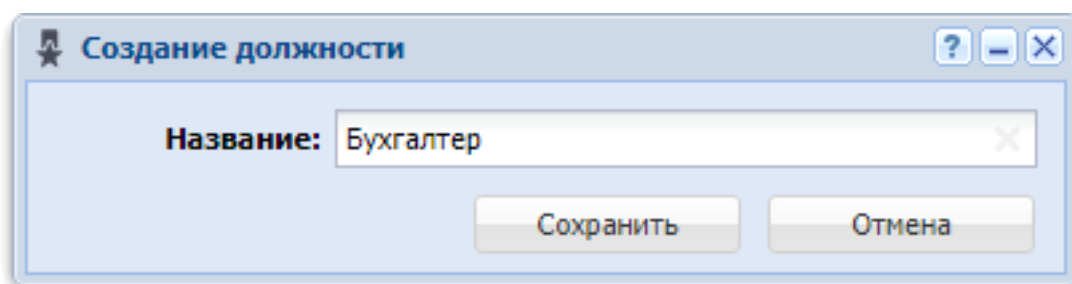 Создание должности
Название: Бухгалтер
Сохранить Отмена